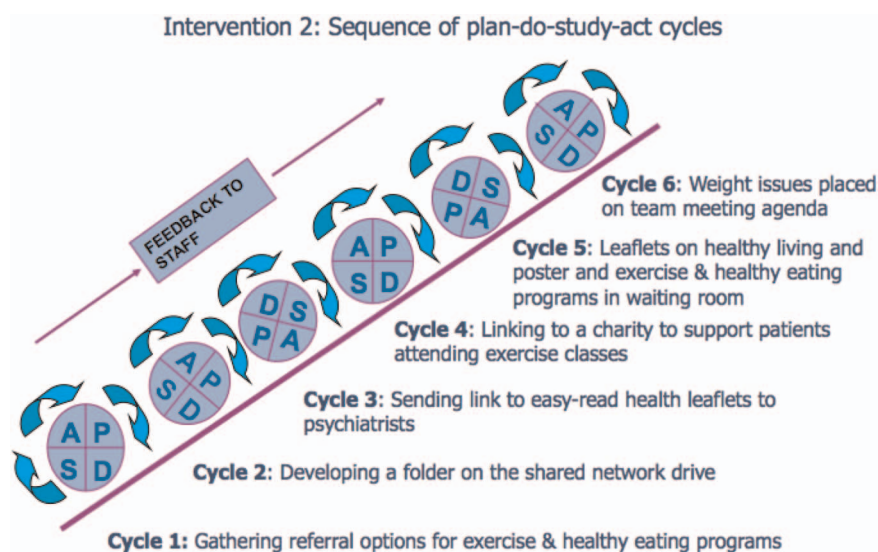 Intervention 2: Sequence of plan-do-study-act cycles
FEEDBACK TO
STAFF
A P
S D
D S
P A
A P
S D
D S
P A
A P
S D
A P
S D
Cycle 6: Weight issues placed
on team meeting agenda
Cycle 5: Leaflets on healthy living and
poster and exercise & healthy eating
programs in waiting room
Cycle 4: Linking to a charity to support patients
attending exercise classes
Cycle 3: Sending link to easy-read health leaflets to
psychiatrists
Cycle 2: Developing a folder on the shared network drive
Cycle 1: Gathering referral options for exercise & healthy eating programs